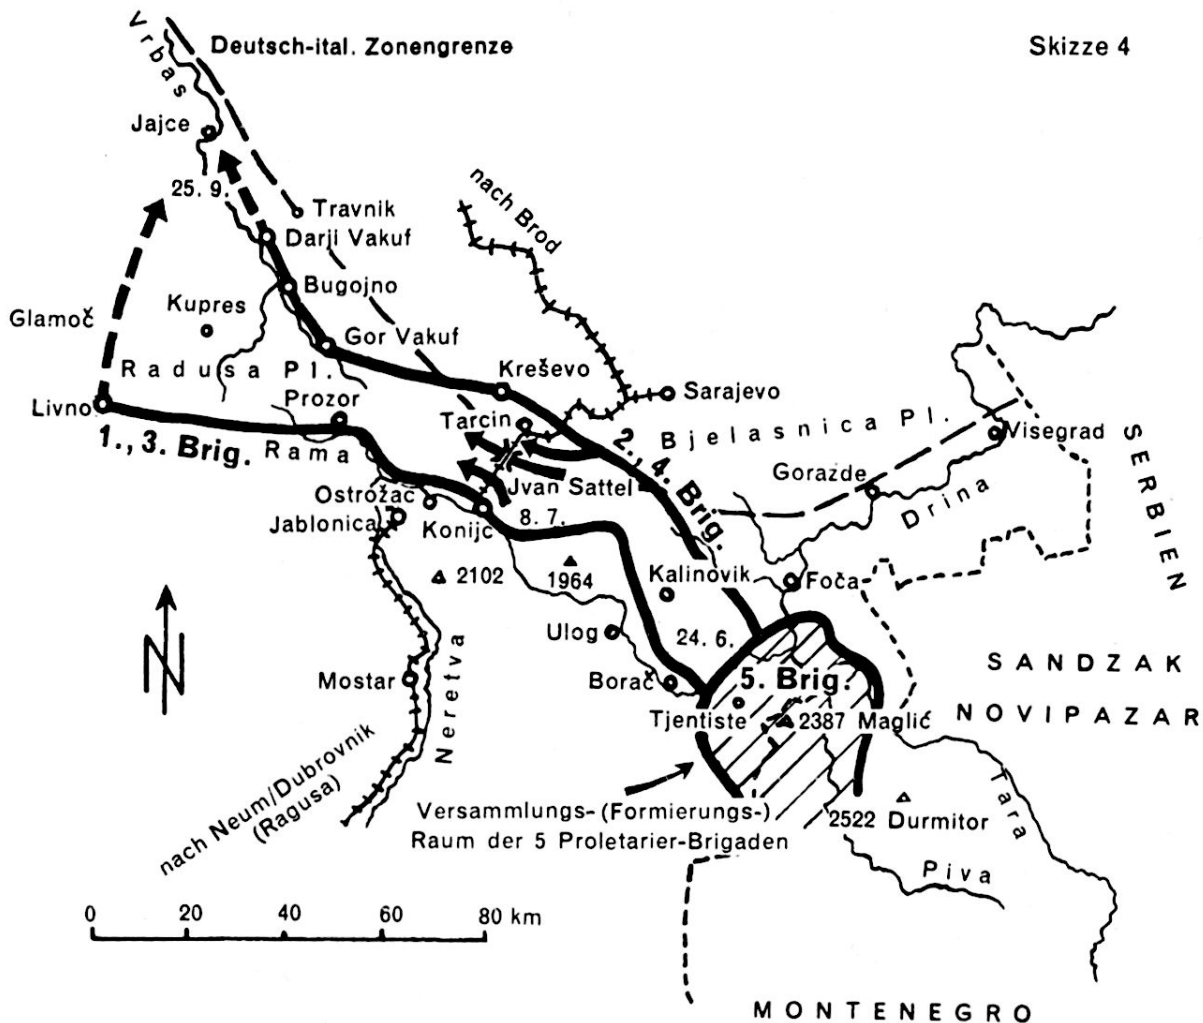 Vrbas
Deutsch-ital. Zonengrenze
Skizze 4
Jajce
nach Brod
25. 9.
Travnik
Darji Vakuf
Bugojno
Kupres
Glamoč
Gor Vakuf
Radusa Pl.
Kreševo
Prozor
Sarajevo
Livno
Tarcin
Bjelasnica Pl.
Visegrad
1., 3. Brig.
Rama
2., 4. Brig.
SERBIEN
Gorazde
Jvan Sattel
Ostrožac
Drina
Jablonica
Konijc
8. 7.
2102
1964
Kalinovik
Foča
Ulog
24. 6.
SANDZAK
NOVIPAZAR
Mostar
Borač
5. Brig.
Neretva
Tjentiste
2387 Maglić
nach Neum/Dubrovnik
(Ragusa)
Tara
Versammlungs-(Formierungs-)
Raum der 5 Proletarier-Brigaden
2522 Durmitor
Piva
0 20 40 60 80 km
N
MONTENEGRO